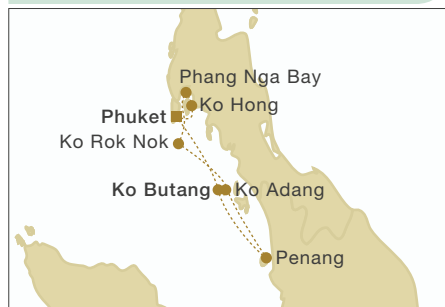 Phang Nga Bay
Ko Hong
Phuket
Ko Rok Nok
Ko Butang
Ko Adang
Penang